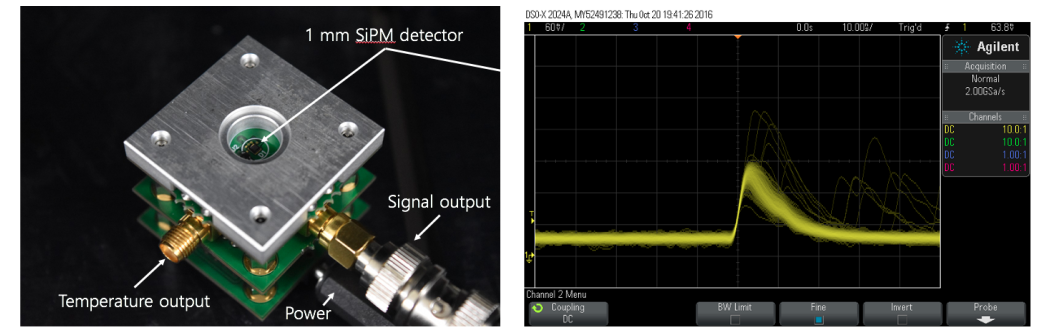 1 mm SiPM detector
Signal output
Temperature output
Power
DSO-X 2024A, MY52491238: Thu Oct 20 19:41:26 2016
1 60♈/ 2 3 4 0.0s 10.00♈/ Trig'd 1 63.8♈
Agilent
Acquisition
Normal
2.00GSa/s
Channels
DC 10.0:1
DC 10.0:1
DC 1.00:1
DC 1.00:1
T
1
Channel 2 Menu
Coupling BW Limit Fine Invert Probe
DC